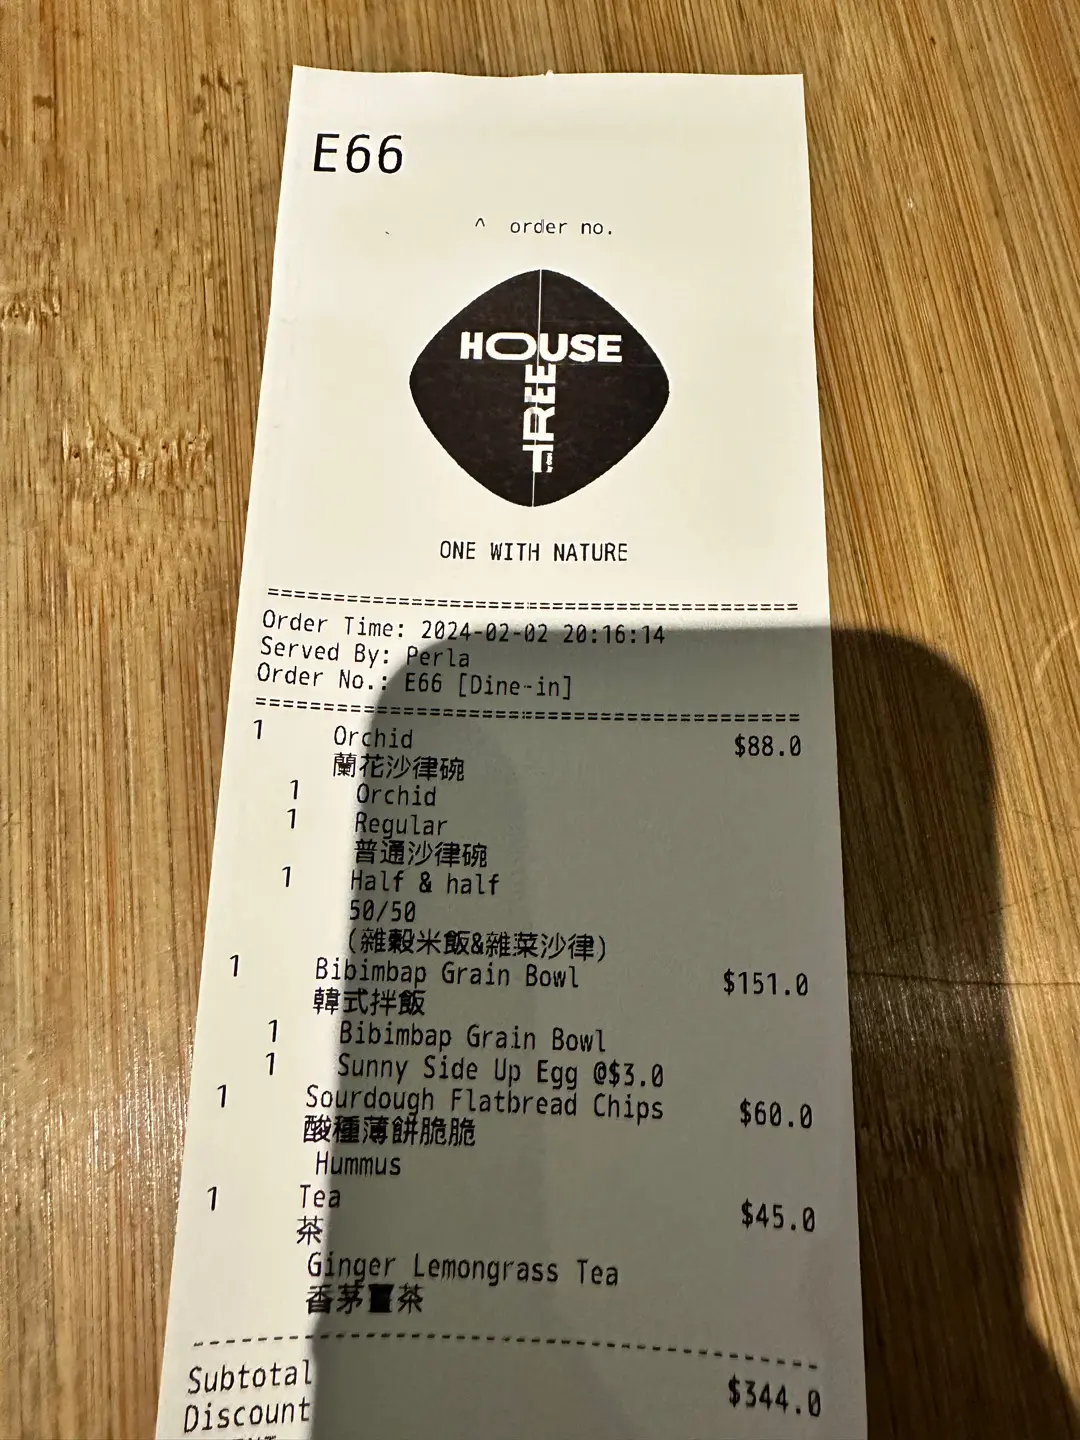 E66
^ order no.
HOUSE
TREE
ONE WITH NATURE
========================================
Order Time: 2024-02-02 20:16:14
Served By: Perla
Order No.: E66 [Dine-in]
========================================
1 Orchid $88.0
蘭花沙律碗
1 Orchid
1 Regular
普通沙律碗
1 Half & half
50/50
(雜穀米飯&雜菜沙律)
1 Bibimbap Grain Bowl $151.0
韓式拌飯
1 Bibimbap Grain Bowl
1 Sunny Side Up Egg @$3.0
1 Sourdough Flatbread Chips $60.0
酸種薄餅脆脆
Hummus
1 Tea $45.0
茶
Ginger Lemongrass Tea
香茅薑茶
----------------------------------------
Subtotal $344.0
Discount